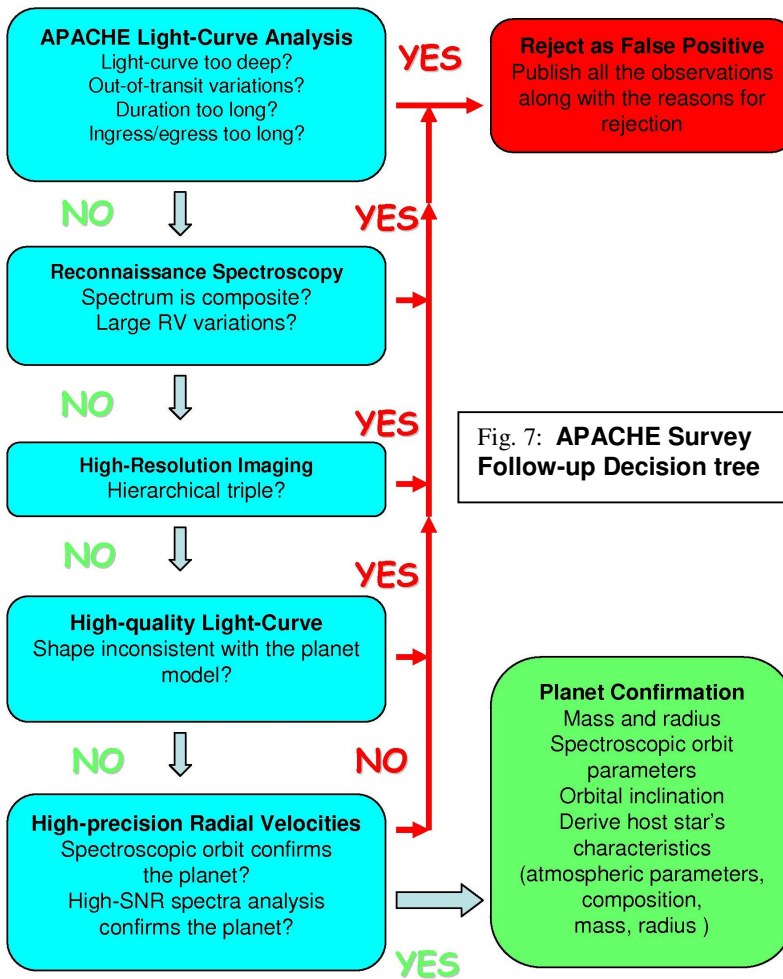 APACHE Light-Curve Analysis
Light-curve too deep?
Out-of-transit variations?
Duration too long?
Ingress/egress too long?
YES
Reject as False Positive
Publish all the observations
along with the reasons for
rejection
NO
YES
Reconnaissance Spectroscopy
Spectrum is composite?
Large RV variations?
NO
YES
Fig. 7: APACHE Survey
Follow-up Decision tree
High-Resolution Imaging
Hierarchical triple?
NO
YES
High-quality Light-Curve
Shape inconsistent with the planet
model?
NO
NO
High-precision Radial Velocities
Spectroscopic orbit confirms
the planet?
High-SNR spectra analysis
confirms the planet?
YES
Planet Confirmation
Mass and radius
Spectroscopic orbit
parameters
Orbital inclination
Derive host star's
characteristics
(atmospheric parameters,
composition,
mass, radius )